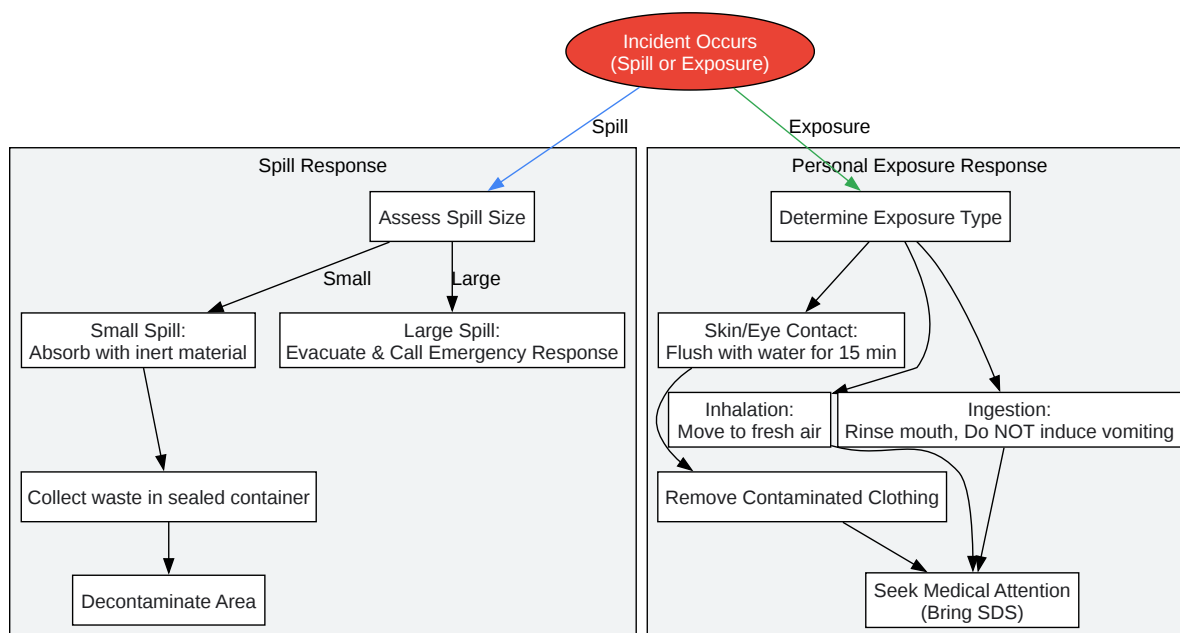 Incident Occurs
(Spill or Exposure)
Spill
Exposure
Spill Response
Personal Exposure Response
Assess Spill Size
Determine Exposure Type
Small
Large
Small Spill:
Absorb with inert material
Large Spill:
Evacuate & Call Emergency Response
Skin/Eye Contact:
Flush with water for 15 min
Inhalation:
Move to fresh air
Ingestion:
Rinse mouth, Do NOT induce vomiting
Collect waste in sealed container
Remove Contaminated Clothing
Decontaminate Area
Seek Medical Attention
(Bring SDS)